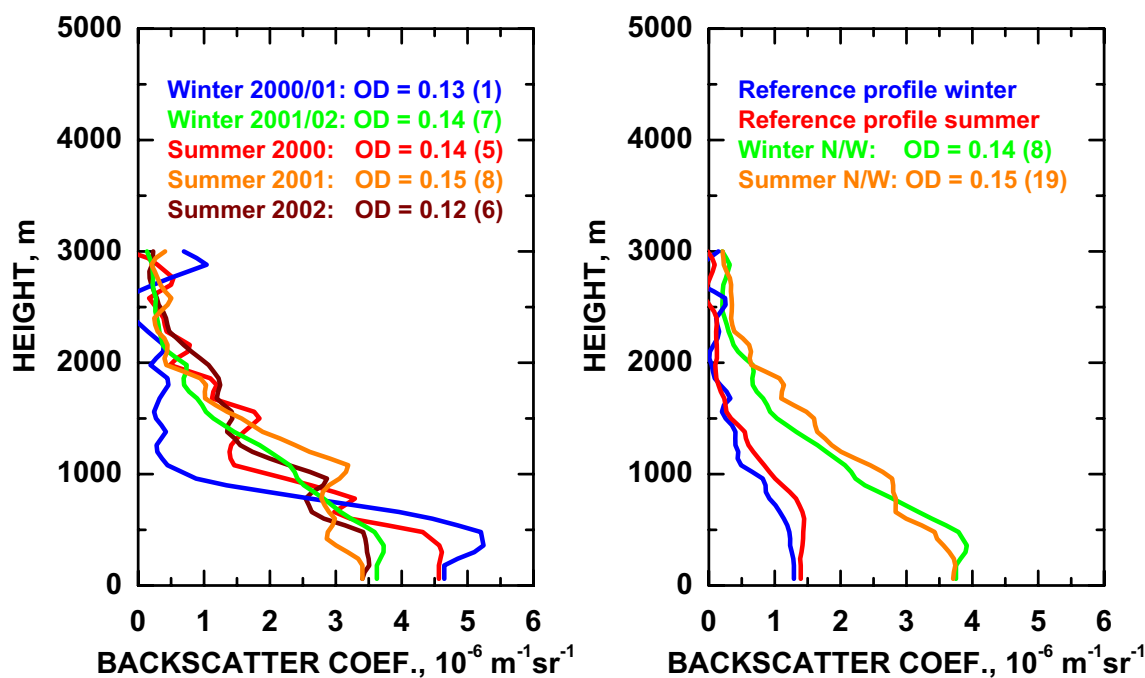 5000
4000
3000
2000
1000
0
HEIGHT, m
Winter 2000/01: OD = 0.13 (1)
Winter 2001/02: OD = 0.14 (7)
Summer 2000: OD = 0.14 (5)
Summer 2001: OD = 0.15 (8)
Summer 2002: OD = 0.12 (6)
0 1 2 3 4 5 6
BACKSCATTER COEF., 10⁻⁶ m⁻¹sr⁻¹
5000
4000
3000
2000
1000
0
HEIGHT, m
Reference profile winter
Reference profile summer
Winter N/W: OD = 0.14 (8)
Summer N/W: OD = 0.15 (19)
0 1 2 3 4 5 6
BACKSCATTER COEF., 10⁻⁶ m⁻¹sr⁻¹